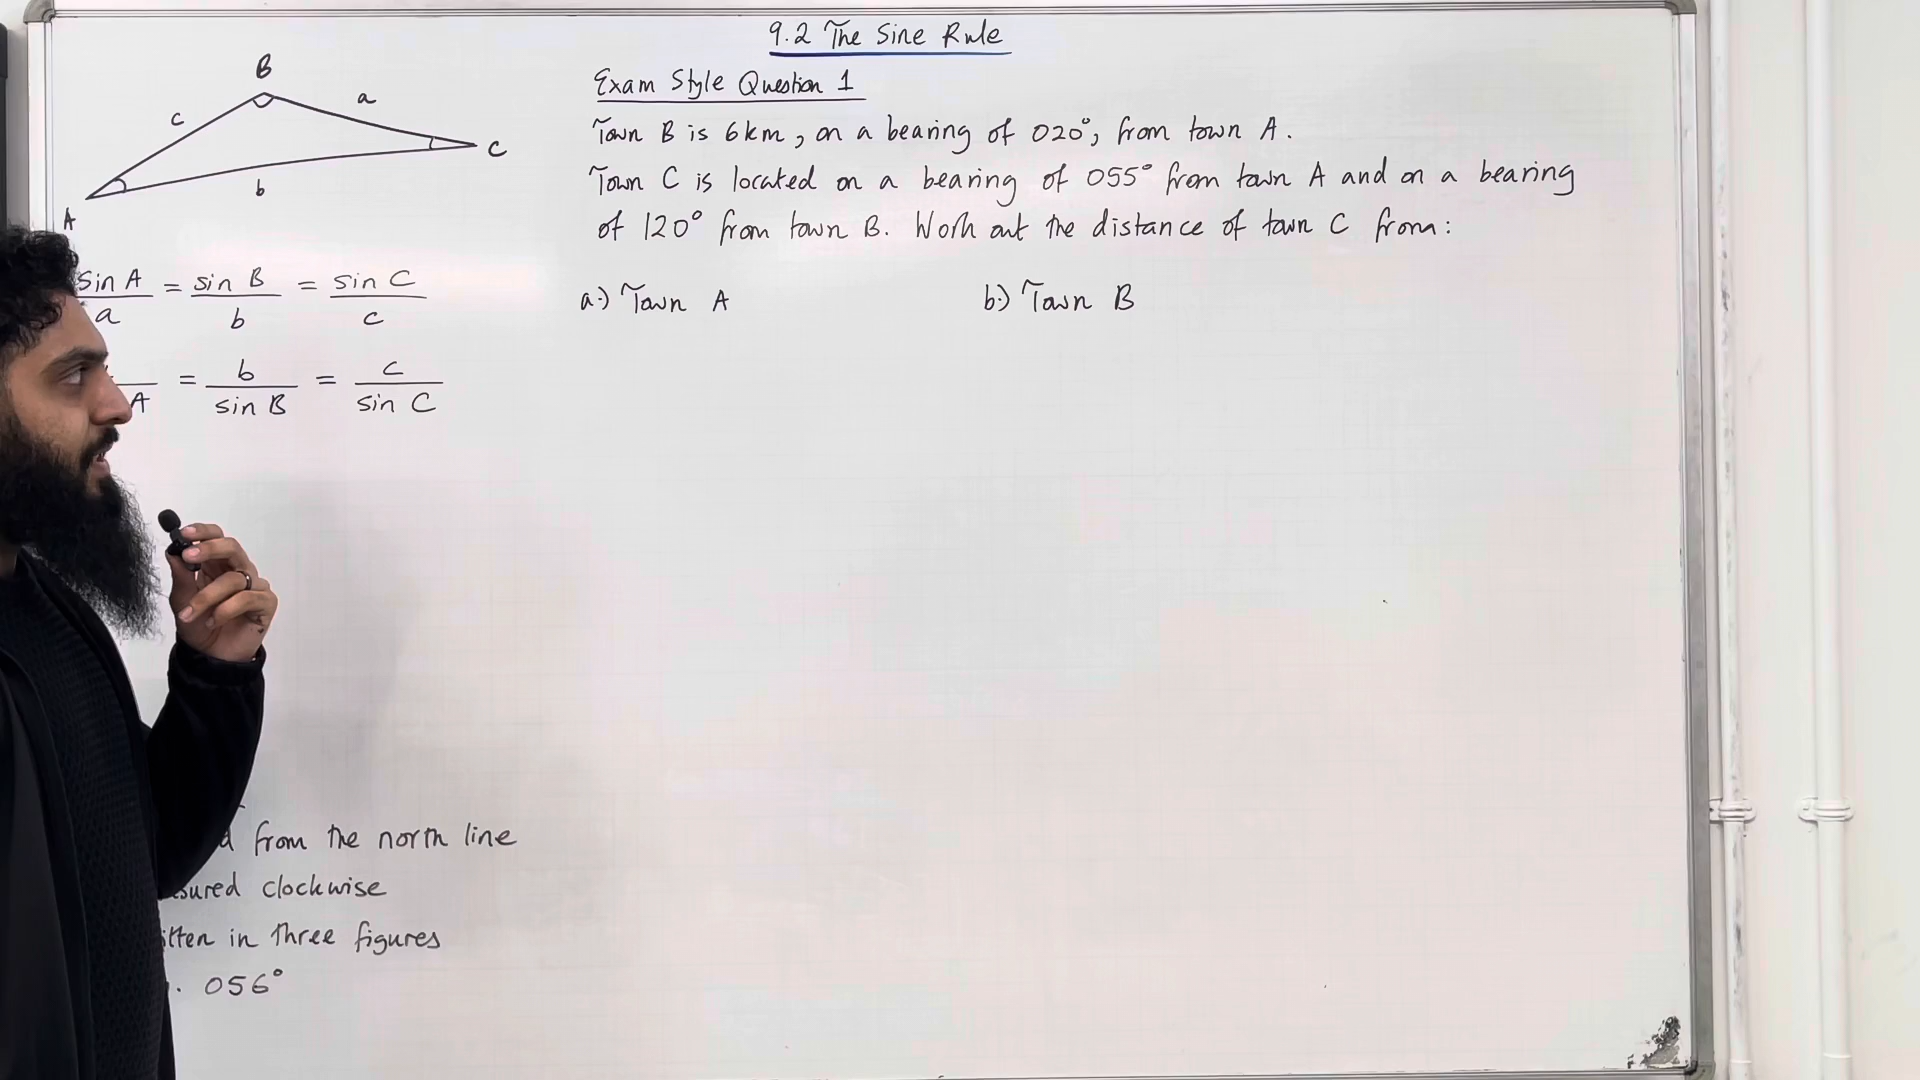 9.2 The Sine Rule
B
c
a
C
b
A
sin A / a = sin B / b = sin C / c
A = b / sin B = c / sin C
Exam Style Question 1
Town B is 6km, on a bearing of 020°, from town A.
Town C is located on a bearing of 055° from town A and on a bearing
of 120° from town B. Work out the distance of town C from:
a:) Town A
b:) Town B
from the north line
sured clockwise
itten in three figures
. 056°